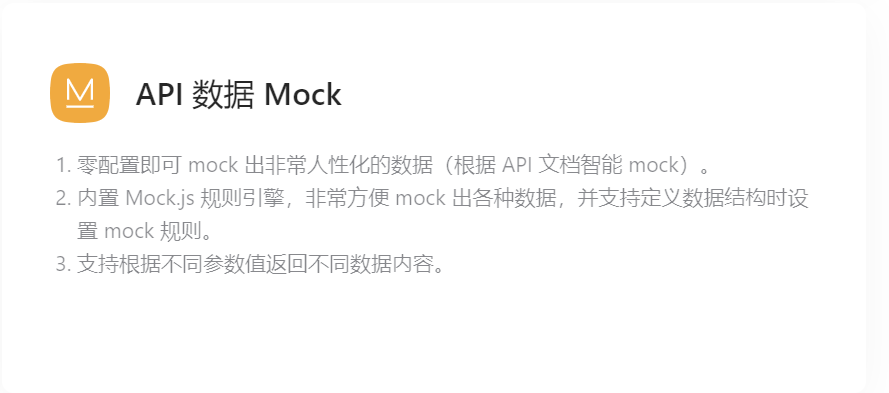 M
API 数据 Mock
1. 零配置即可 mock 出非常人性化的数据（根据 API 文档智能 mock）。
2. 内置 Mock.js 规则引擎，非常方便 mock 出各种数据，并支持定义数据结构时设
置 mock 规则。
3. 支持根据不同参数值返回不同数据内容。